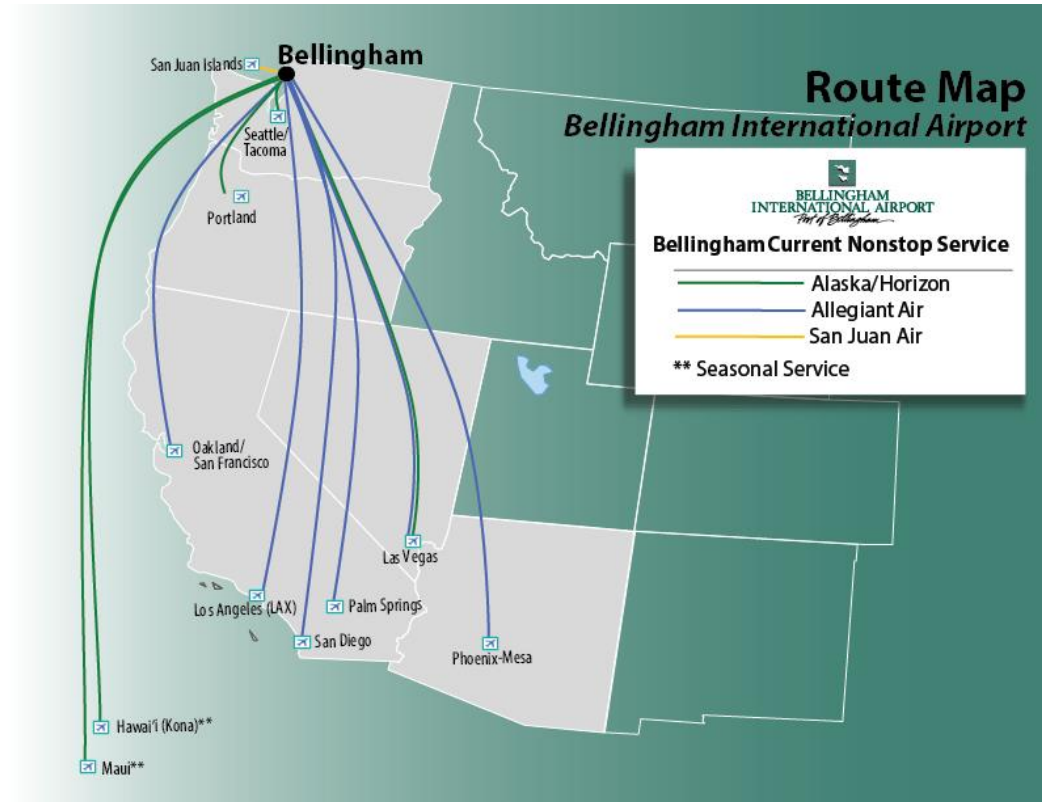 Route Map
Bellingham International Airport
BELLINGHAM
INTERNATIONAL AIRPORT
Port of Bellingham
Bellingham Current Nonstop Service
Alaska/Horizon
Allegiant Air
San Juan Air
** Seasonal Service
San Juan Islands
Bellingham
Seattle/
Tacoma
Portland
Oakland/
San Francisco
Las Vegas
Los Angeles (LAX)
Palm Springs
San Diego
Phoenix-Mesa
Hawai'i (Kona)**
Maui**